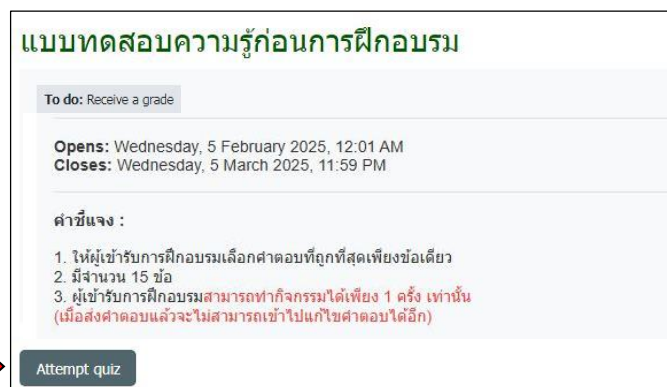 แบบทดสอบความรู้ก่อนการฝึกอบรม
To do: Receive a grade
Opens: Wednesday, 5 February 2025, 12:01 AM
Closes: Wednesday, 5 March 2025, 11:59 PM
คำชี้แจง :
1. ให้ผู้เข้ารับการฝึกอบรมเลือกคำตอบที่ถูกที่สุดเพียงข้อเดียว
2. มีจำนวน 15 ข้อ
3. ผู้เข้ารับการฝึกอบรมสามารถทำกิจกรรมได้เพียง 1 ครั้ง เท่านั้น
(เมื่อส่งคำตอบแล้วจะไม่สามารถเข้าไปแก้ไขคำตอบได้อีก)
Attempt quiz